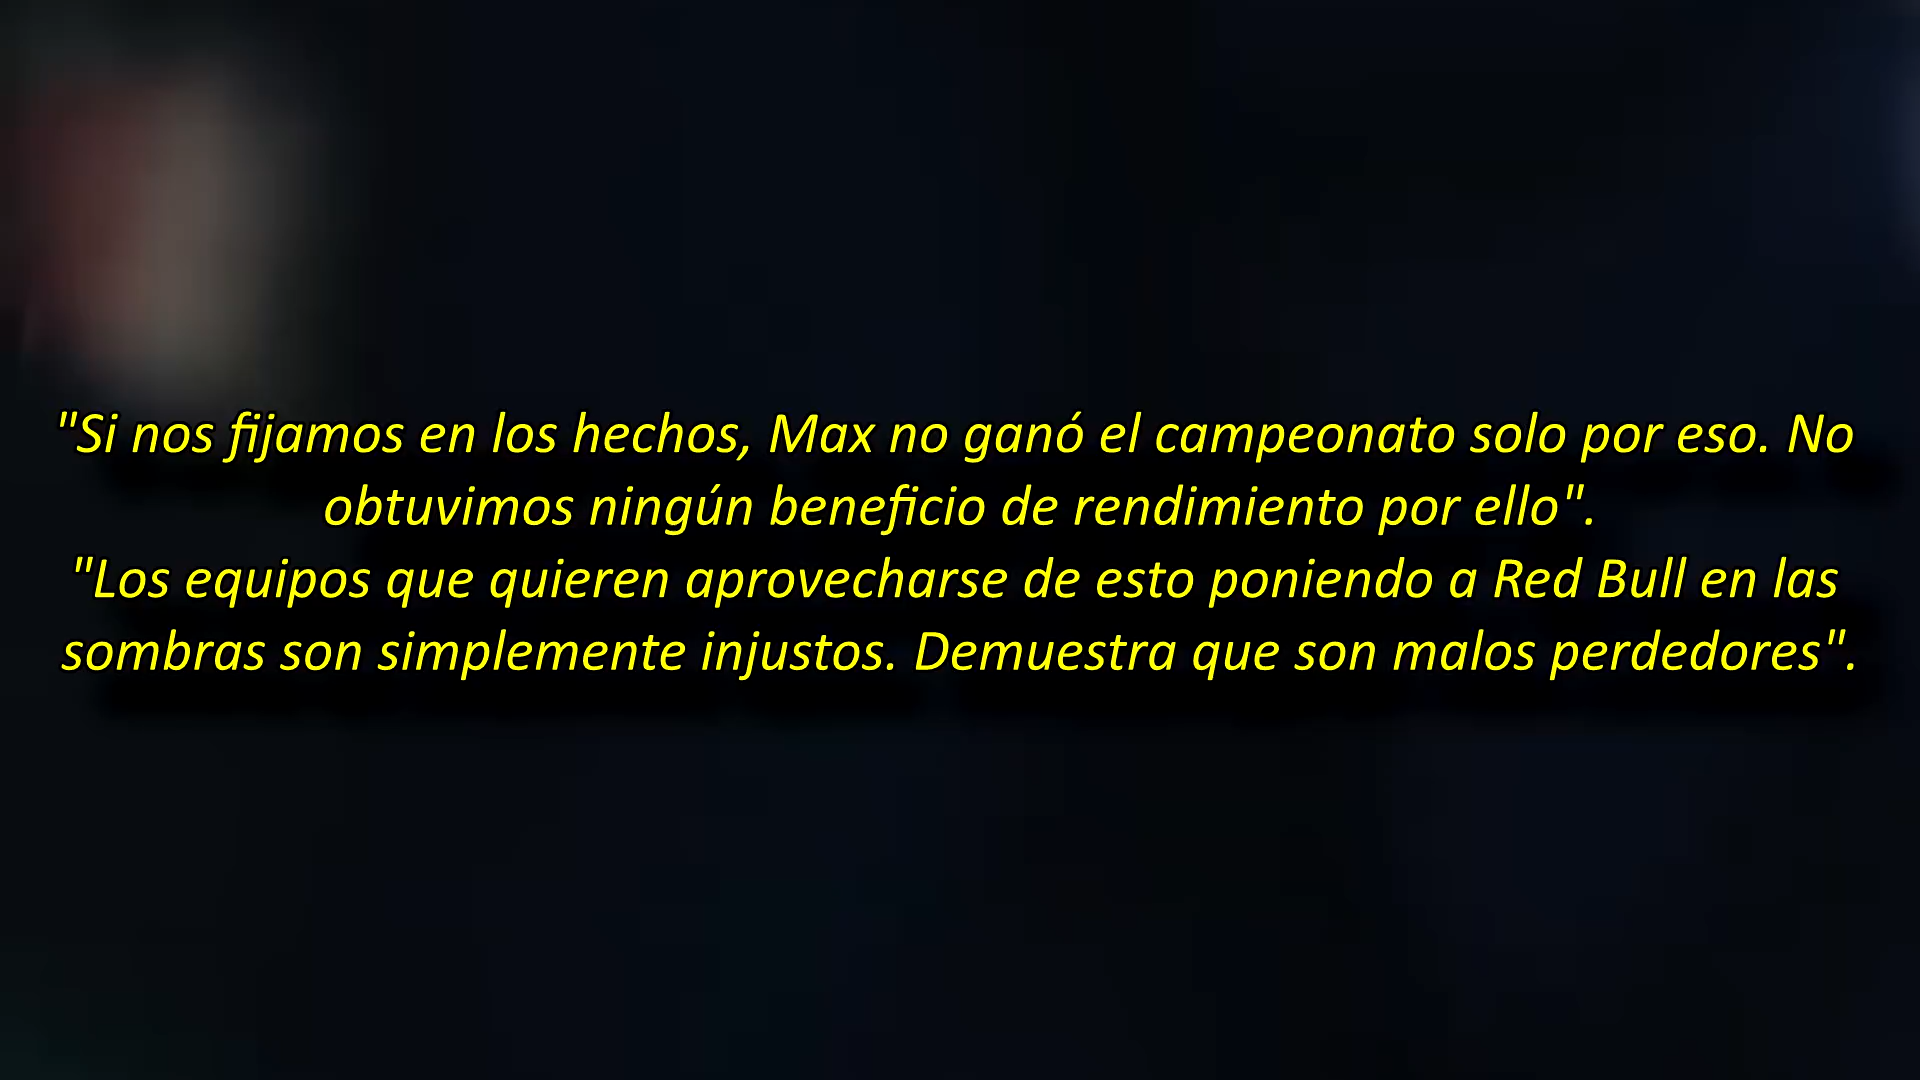 "Si nos fijamos en los hechos, Max no ganó el campeonato solo por eso. No
obtuvimos ningún beneficio de rendimiento por ello".
"Los equipos que quieren aprovecharse de esto poniendo a Red Bull en las
sombras son simplemente injustos. Demuestra que son malos perdedores".